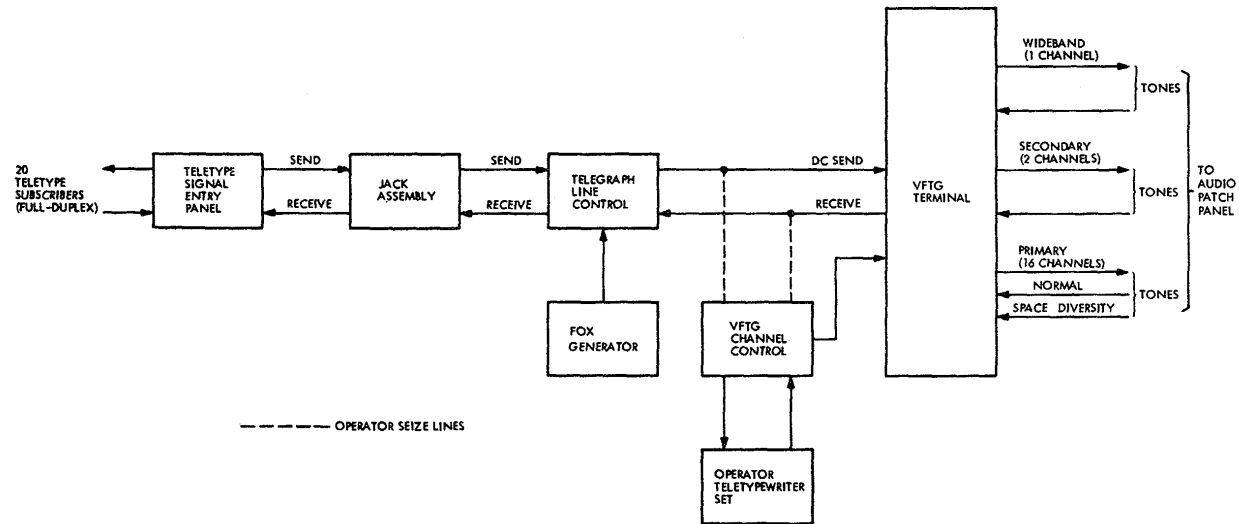 20
TELETYPE
SUBSCRIBERS
(FULL-DUPLEX)
TELETYPE
SIGNAL
ENTRY
PANEL
SEND
RECEIVE
JACK
ASSEMBLY
SEND
RECEIVE
TELEGRAPH
LINE
CONTROL
DC SEND
RECEIVE
VFTG
TERMINAL
WIDEBAND
(1 CHANNEL)
TONES
SECONDARY
(2 CHANNELS)
TONES
PRIMARY
(16 CHANNELS)
NORMAL
SPACE DIVERSITY
TONES
TO
AUDIO
PATCH
PANEL
FOX
GENERATOR
VFTG
CHANNEL
CONTROL
OPERATOR SEIZE LINES
OPERATOR
TELETYPEWRITER
SET